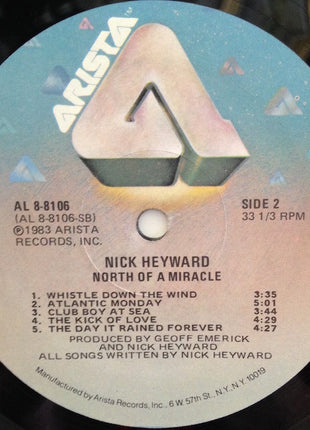 ARISTA
AL 8-8106
(AL 8-8106-SB)
℗1983 ARISTA
RECORDS, INC.
SIDE 2
33 1/3 RPM
NICK HEYWARD
NORTH OF A MIRACLE
1. WHISTLE DOWN THE WIND 3:35
2. ATLANTIC MONDAY 5:01
3. CLUB BOY AT SEA 3:44
4. THE KICK OF LOVE 4:29
5. THE DAY IT RAINED FOREVER 4:27
PRODUCED BY GEOFF EMERICK
AND NICK HEYWARD
ALL SONGS WRITTEN BY NICK HEYWARD
Manufactured by Arista Records, Inc., 6 W 57th St., N.Y., N.Y. 10019